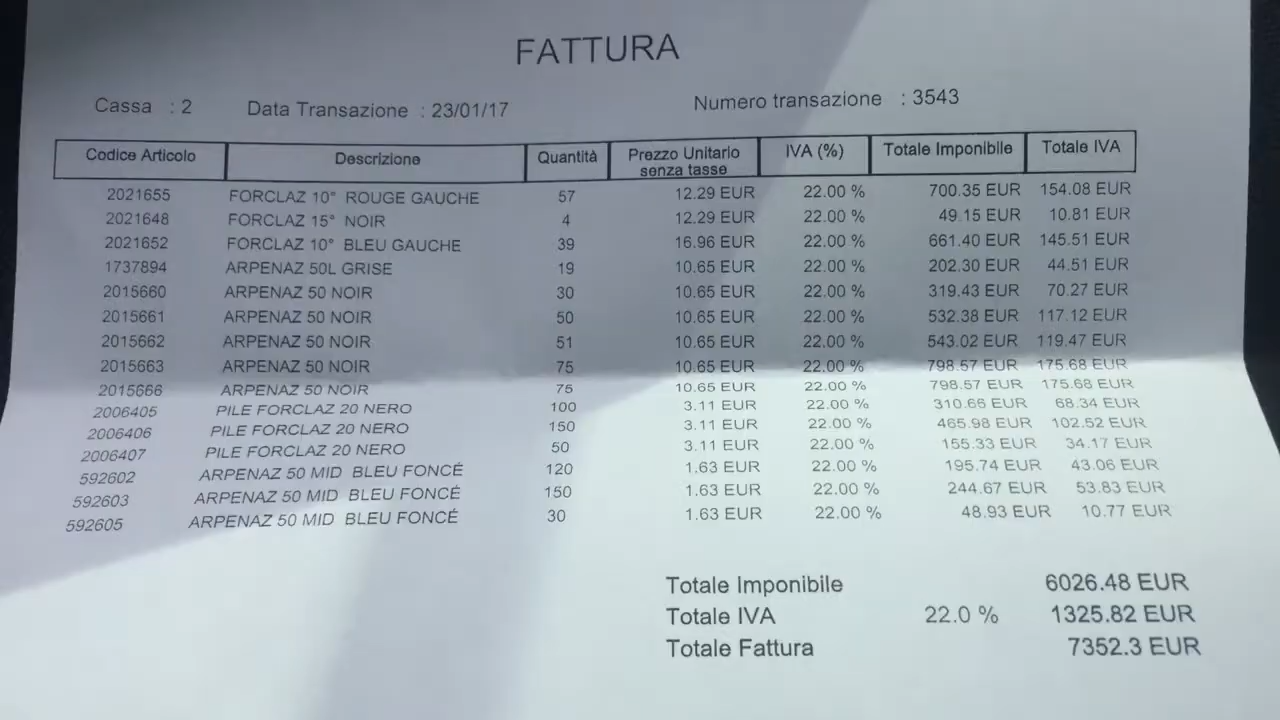 FATTURA
Cassa : 2 Data Transazione : 23/01/17 Numero transazione : 3543
Codice Articolo Descrizione Quantità Prezzo Unitario senza tasse IVA (%) Totale Imponibile Totale IVA
2021655 FORCLAZ 10° ROUGE GAUCHE 57 12.29 EUR 22.00 % 700.35 EUR 154.08 EUR
2021648 FORCLAZ 15° NOIR 4 12.29 EUR 22.00 % 49.15 EUR 10.81 EUR
2021652 FORCLAZ 10° BLEU GAUCHE 39 16.96 EUR 22.00 % 661.40 EUR 145.51 EUR
1737894 ARPENAZ 50L GRISE 19 10.65 EUR 22.00 % 202.30 EUR 44.51 EUR
2015660 ARPENAZ 50 NOIR 30 10.65 EUR 22.00 % 319.43 EUR 70.27 EUR
2015661 ARPENAZ 50 NOIR 50 10.65 EUR 22.00 % 532.38 EUR 117.12 EUR
2015662 ARPENAZ 50 NOIR 51 10.65 EUR 22.00 % 543.02 EUR 119.47 EUR
2015663 ARPENAZ 50 NOIR 75 10.65 EUR 22.00 % 798.57 EUR 175.68 EUR
2015666 ARPENAZ 50 NOIR 75 10.65 EUR 22.00 % 798.57 EUR 175.68 EUR
2006405 PILE FORCLAZ 20 NERO 100 3.11 EUR 22.00 % 310.66 EUR 68.34 EUR
2006406 PILE FORCLAZ 20 NERO 150 3.11 EUR 22.00 % 465.98 EUR 102.52 EUR
2006407 PILE FORCLAZ 20 NERO 50 3.11 EUR 22.00 % 155.33 EUR 34.17 EUR
592602 ARPENAZ 50 MID BLEU FONCÉ 120 1.63 EUR 22.00 % 195.74 EUR 43.06 EUR
592603 ARPENAZ 50 MID BLEU FONCÉ 150 1.63 EUR 22.00 % 244.67 EUR 53.83 EUR
592605 ARPENAZ 50 MID BLEU FONCÉ 30 1.63 EUR 22.00 % 48.93 EUR 10.77 EUR
Totale Imponibile 6026.48 EUR
Totale IVA 22.0 % 1325.82 EUR
Totale Fattura 7352.3 EUR